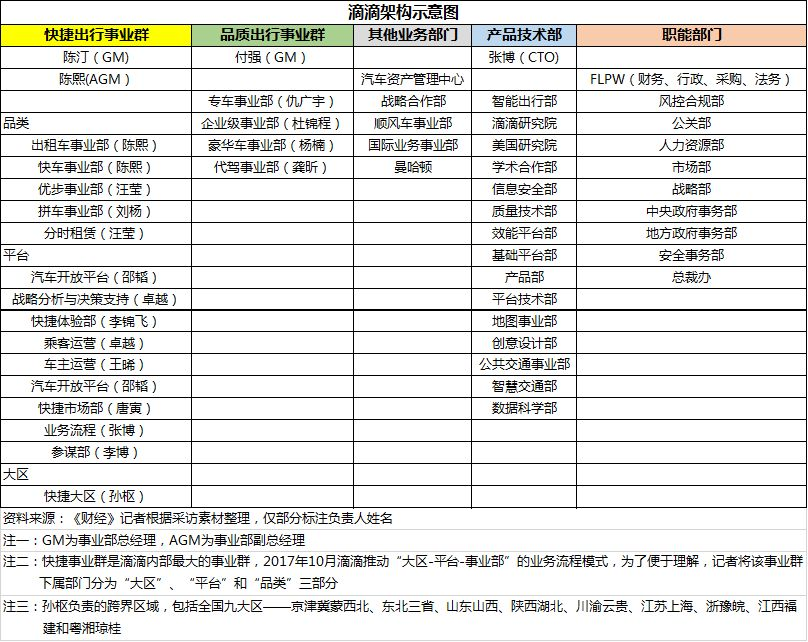 滴滴架构示意图
快捷出行事业群 品质出行事业群 其他业务部门 产品技术部 职能部门
陈汀（GM) 付强（GM） 张博（CTO)
陈熙(AGM） 汽车资产管理中心 FLPW（财务、行政、采购、法务）
专车事业部（仇广宇） 战略合作部 智能出行部 风控合规部
品类 企业级事业部（杜锦程） 顺风车事业部 滴滴研究院 公关部
出租车事业部（陈熙） 豪华车事业部（杨楠） 国际业务事业部 美国研究院 人力资源部
快车事业部（陈熙） 代驾事业部（龚昕） 曼哈顿 学术合作部 市场部
优步事业部（汪莹） 信息安全部 战略部
拼车事业部（刘杨） 质量技术部 中央政府事务部
分时租赁（汪莹） 效能平台部 地方政府事务部
平台 基础平台部 安全事务部
汽车开放平台（邵韬） 产品部 总裁办
战略分析与决策支持（卓越） 平台技术部
快捷体验部（李锦飞） 地图事业部
乘客运营（卓越） 创意设计部
车主运营（王晞） 公共交通事业部
汽车开放平台（邵韬） 智慧交通部
快捷市场部（唐寅） 数据科学部
业务流程（张博）
参谋部（李博）
大区
快捷大区（孙枢）
资料来源：《财经》记者根据采访素材整理，仅部分标注负责人姓名
注一：GM为事业部总经理，AGM为事业部副总经理
注二：快捷事业群是滴滴内部最大的事业群，2017年10月滴滴推动“大区-平台-事业部”的业务流程模式，为了便于理解，记者将该事业群
下属部门分为“大区”、“平台”和“品类”三部分
注三：孙枢负责的跨界区域，包括全国九大区——京津冀蒙西北、东北三省、山东山西、陕西湖北、川渝云贵、江苏上海、浙豫皖、江西福
建和粤湘琼桂